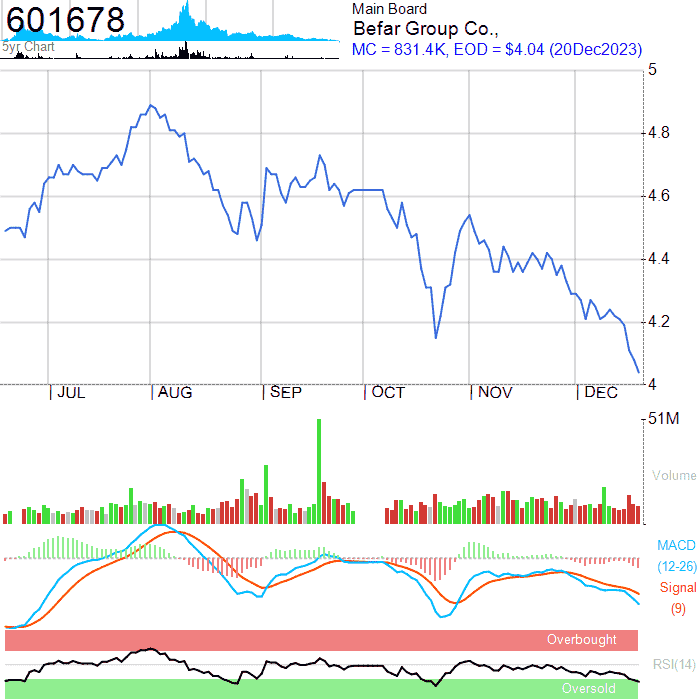 601678
5yr Chart
Main Board
Befar Group Co.,
MC = 831.4K, EOD = $4.04 (20Dec2023)
5
4.8
4.6
4.4
4.2
4
JUL AUG SEP OCT NOV DEC
51M
Volume
MACD
(12-26)
Signal
(9)
Overbought
RSI(14)
Oversold